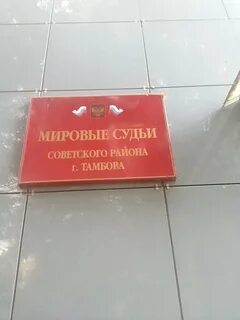 МИРОВЫЕ СУДЬИ
СОВЕТСКОГО РАЙОНА
г. ТАМБОВА